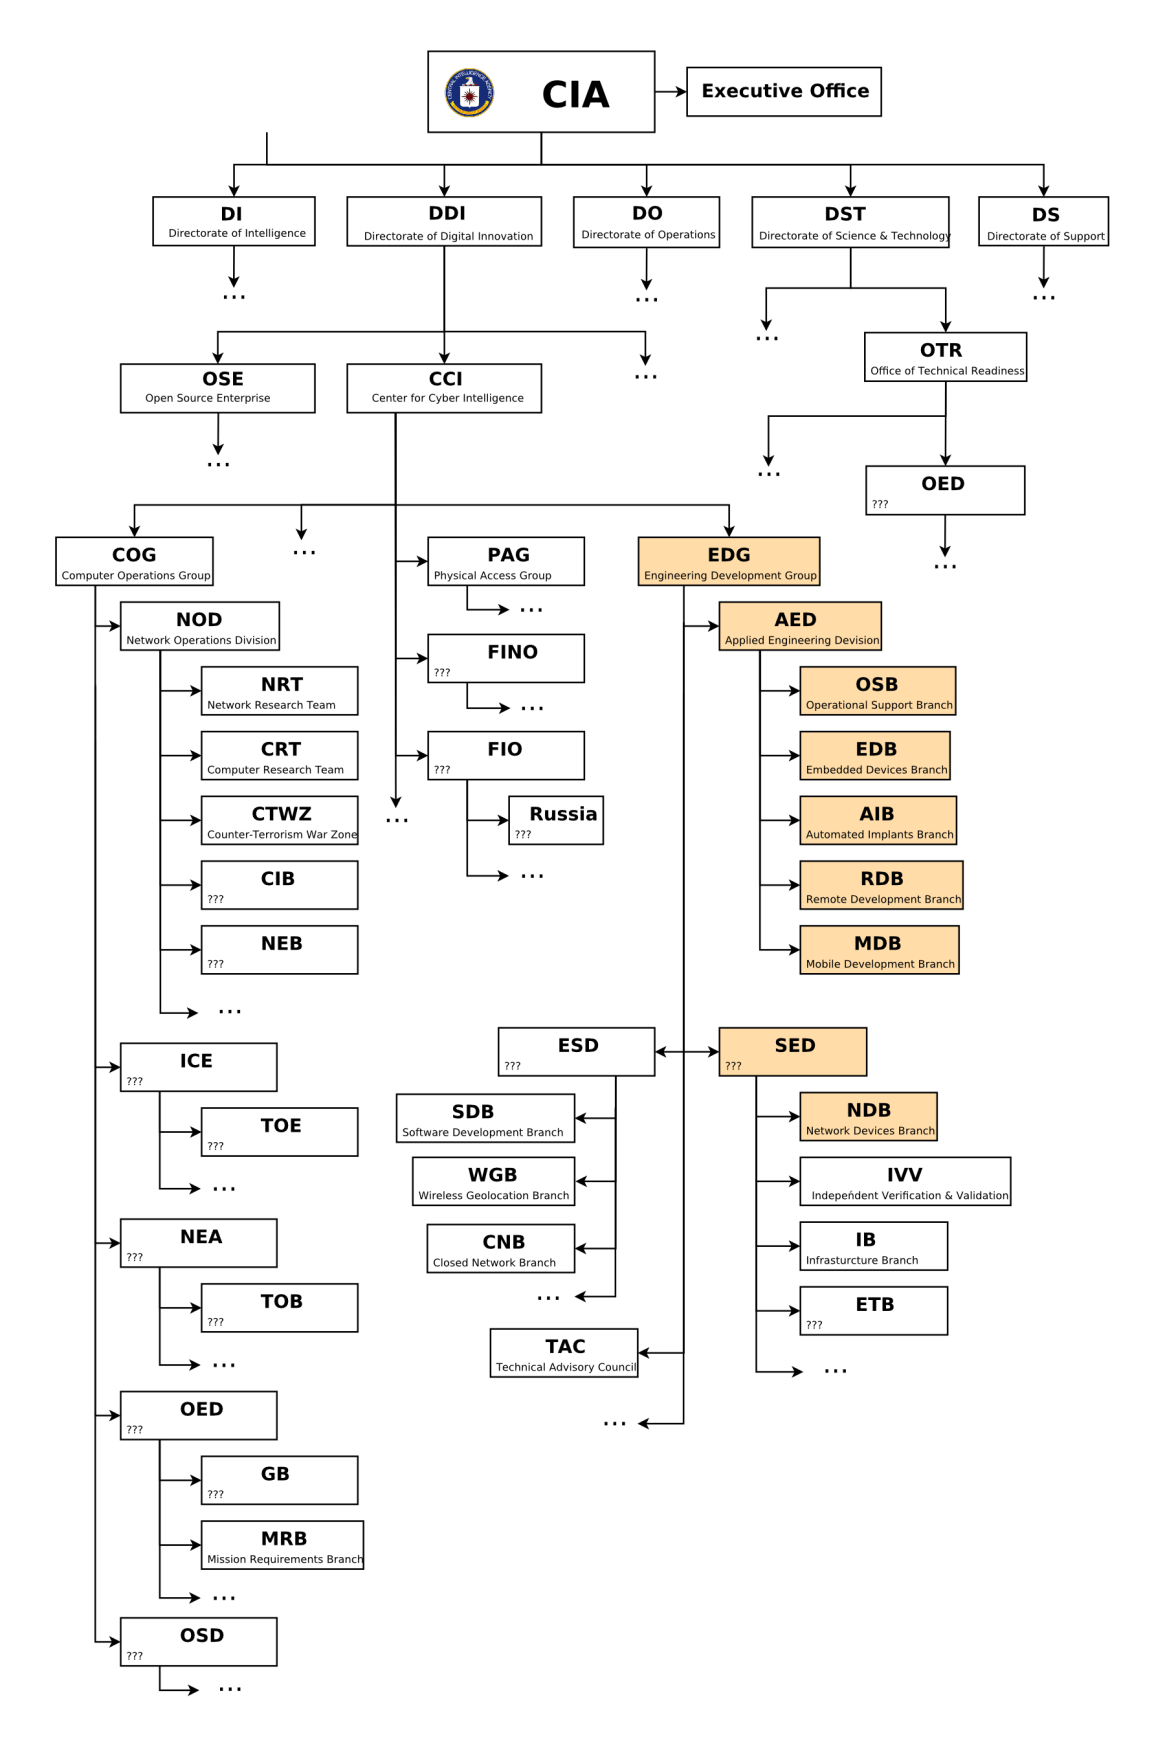 CIA
Executive Office
DI
Directorate of Intelligence
DDI
Directorate of Digital Innovation
DO
Directorate of Operations
DST
Directorate of Science & Technology
DS
Directorate of Support
...
...
...
...
OTR
Office of Technical Readiness
OSE
Open Source Enterprise
CCI
Center for Cyber Intelligence
...
...
...
OED
???
...
...
COG
Computer Operations Group
PAG
Physical Access Group
...
EDG
Engineering Development Group
NOD
Network Operations Division
NRT
Network Research Team
CRT
Computer Research Team
CTWZ
Counter-Terrorism War Zone
CIB
???
NEB
???
...
FINO
???
...
FIO
???
...
Russia
???
...
AED
Applied Engineering Devision
OSB
Operational Support Branch
EDB
Embedded Devices Branch
AIB
Automated Implants Branch
RDB
Remote Development Branch
MDB
Mobile Development Branch
ICE
???
TOE
???
...
NEA
???
TOB
???
...
OED
???
GB
???
MRB
Mission Requirements Branch
...
OSD
???
...
ESD
???
SDB
Software Development Branch
WGB
Wireless Geolocation Branch
CNB
Closed Network Branch
...
TAC
Technical Advisory Council
...
SED
???
NDB
Network Devices Branch
IVV
Independent Verification & Validation
IB
Infrasturcture Branch
ETB
???
...